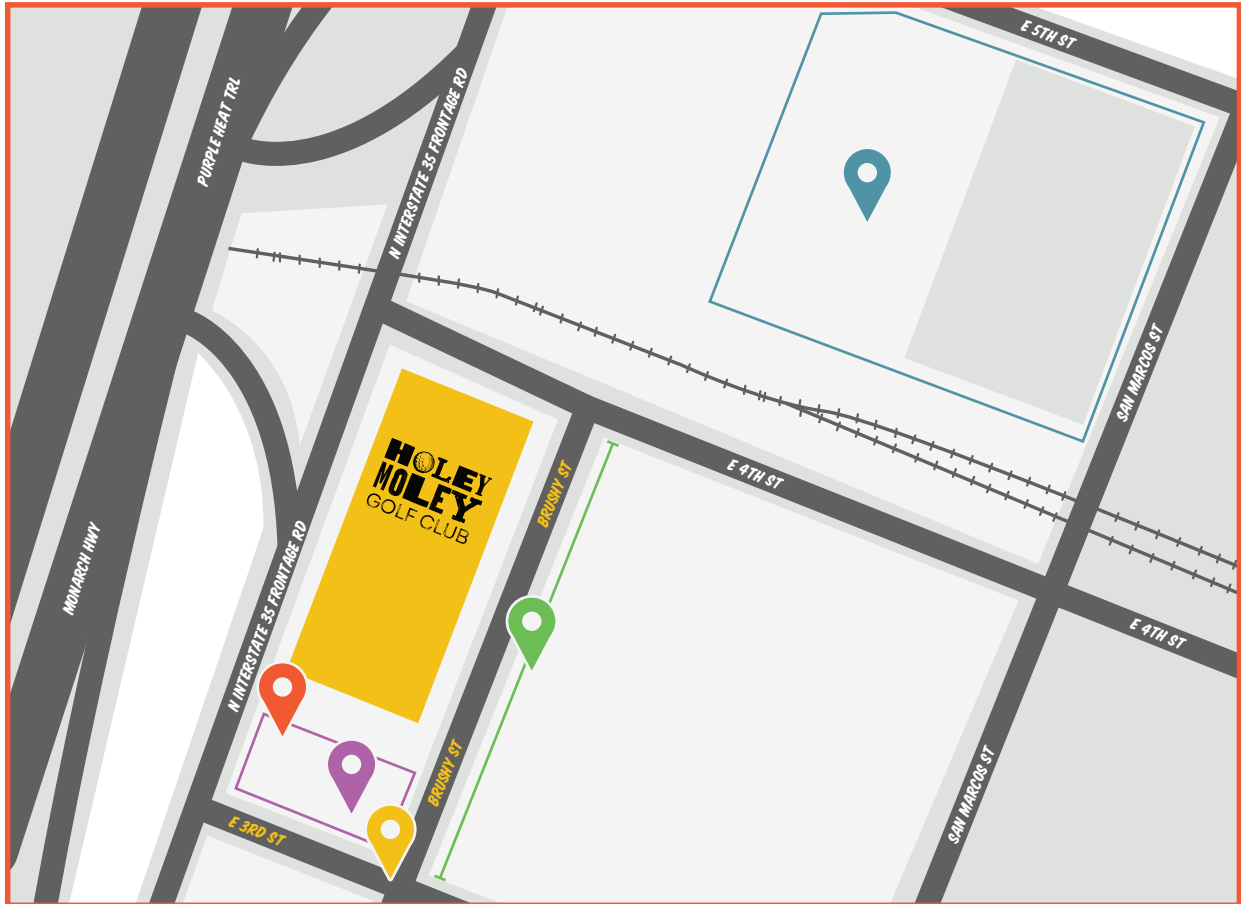 E 5TH ST
PURPLE HEAT TRL
N INTERSTATE 35 FRONTAGE RD
SAN MARCOS ST
HOLEY
MOLEY
GOLF CLUB
BRUSHY ST
E 4TH ST
MONARCH HWY
N INTERSTATE 35 FRONTAGE RD
E 4TH ST
BRUSHY ST
SAN MARCOS ST
E 3RD ST